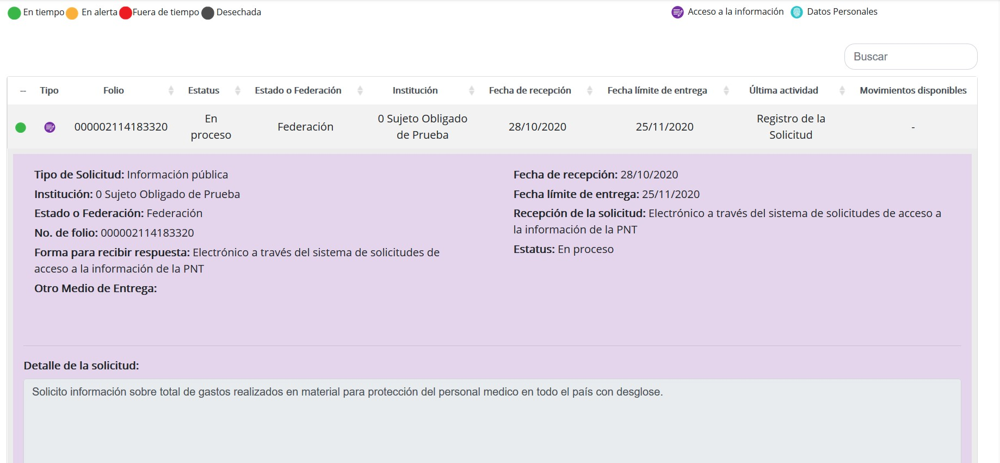 En tiempo En alerta Fuera de tiempo Desechada
Acceso a la información Datos Personales
Buscar
-- Tipo Folio Estatus Estado o Federación Institución Fecha de recepción Fecha límite de entrega Última actividad Movimientos disponibles
000002114183320 En proceso Federación 0 Sujeto Obligado de Prueba 28/10/2020 25/11/2020 Registro de la Solicitud -
Tipo de Solicitud: Información pública
Institución: 0 Sujeto Obligado de Prueba
Estado o Federación: Federación
No. de folio: 000002114183320
Forma para recibir respuesta: Electrónico a través del sistema de solicitudes de
acceso a la información de la PNT
Otro Medio de Entrega:
Fecha de recepción: 28/10/2020
Fecha límite de entrega: 25/11/2020
Recepción de la solicitud: Electrónico a través del sistema de solicitudes de acceso a
la información de la PNT
Estatus: En proceso
Detalle de la solicitud:
Solicito información sobre total de gastos realizados en material para protección del personal medico en todo el país con desglose.